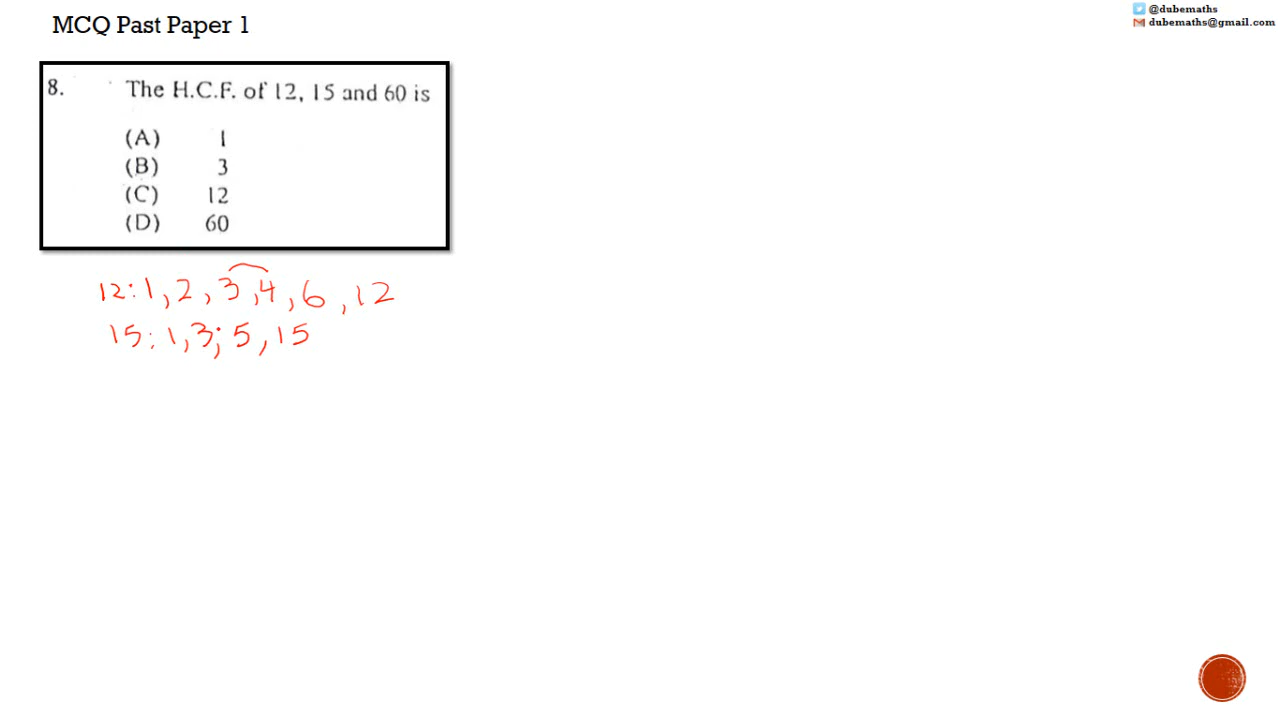 MCQ Past Paper 1
@dubemaths
dubemaths@gmail.com
8. The H.C.F. of 12, 15 and 60 is
(A) 1
(B) 3
(C) 12
(D) 60
12: 1, 2, 3, 4, 6, 12
15: 1, 3; 5, 15